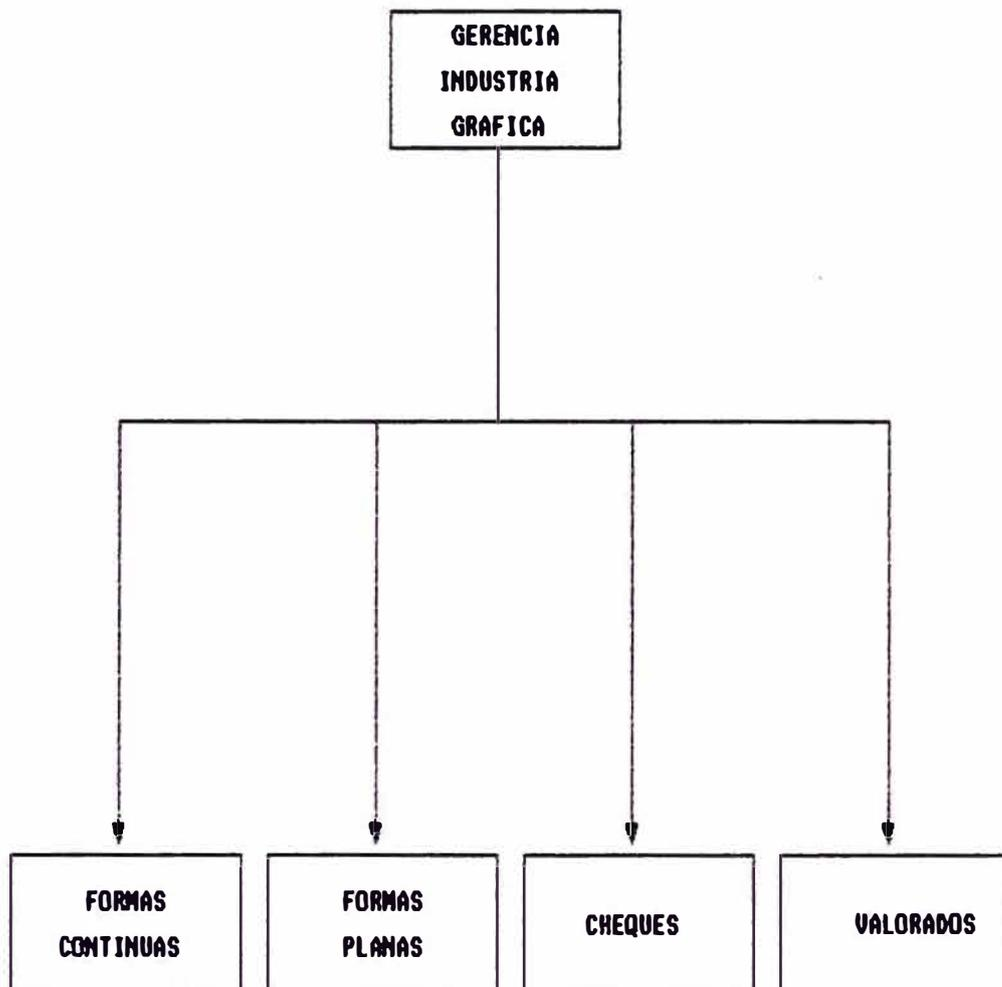 GERENCIA
INDUSTRIA
GRAFICA
FORMAS
CONTINUAS
FORMAS
PLANAS
CHEQUES
VALORADOS